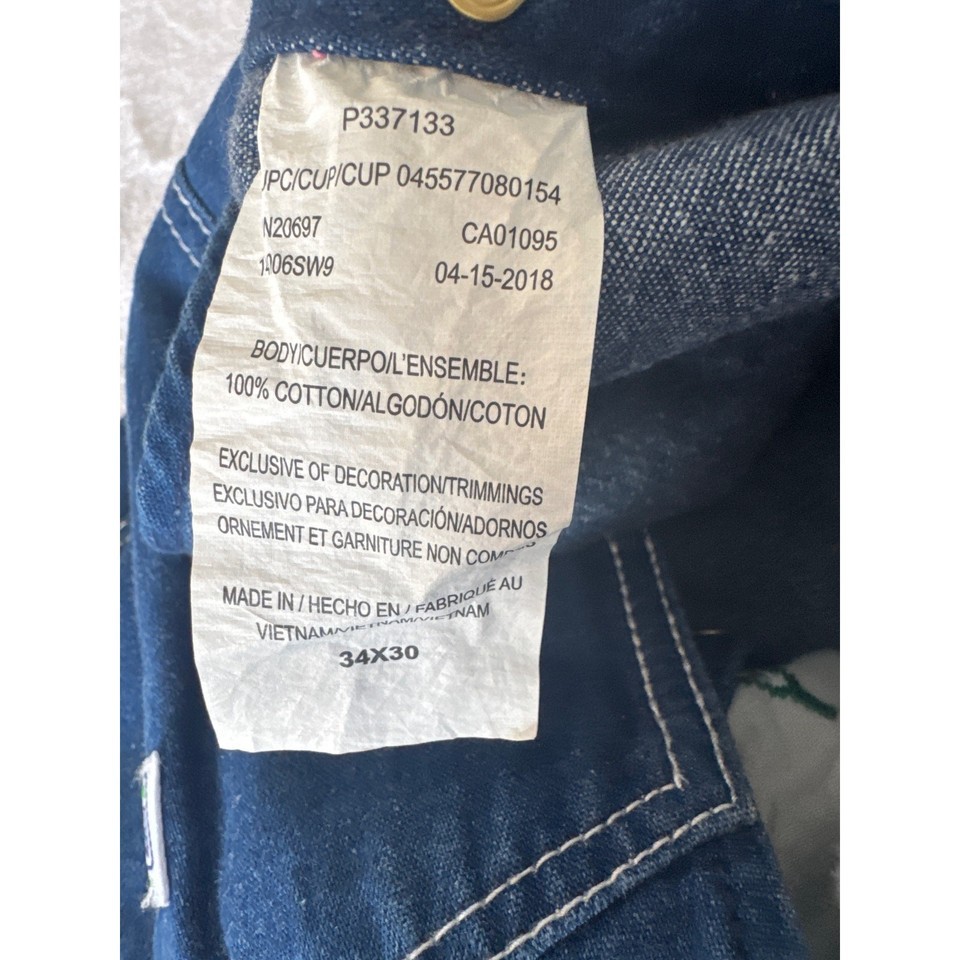 P337133
UPC/CUP/CUP 045577080154
N20697 CA01095
1906SW9 04-15-2018
BODY/CUERPO/L'ENSEMBLE:
100% COTTON/ALGODÓN/COTON
EXCLUSIVE OF DECORATION/TRIMMINGS
EXCLUSIVO PARA DECORACIÓN/ADORNOS
ORNEMENT ET GARNITURE NON COMPRIS
MADE IN / HECHO EN / FABRIQUÉ AU
VIETNAM/VIETNAM/VIETNAM
34X30